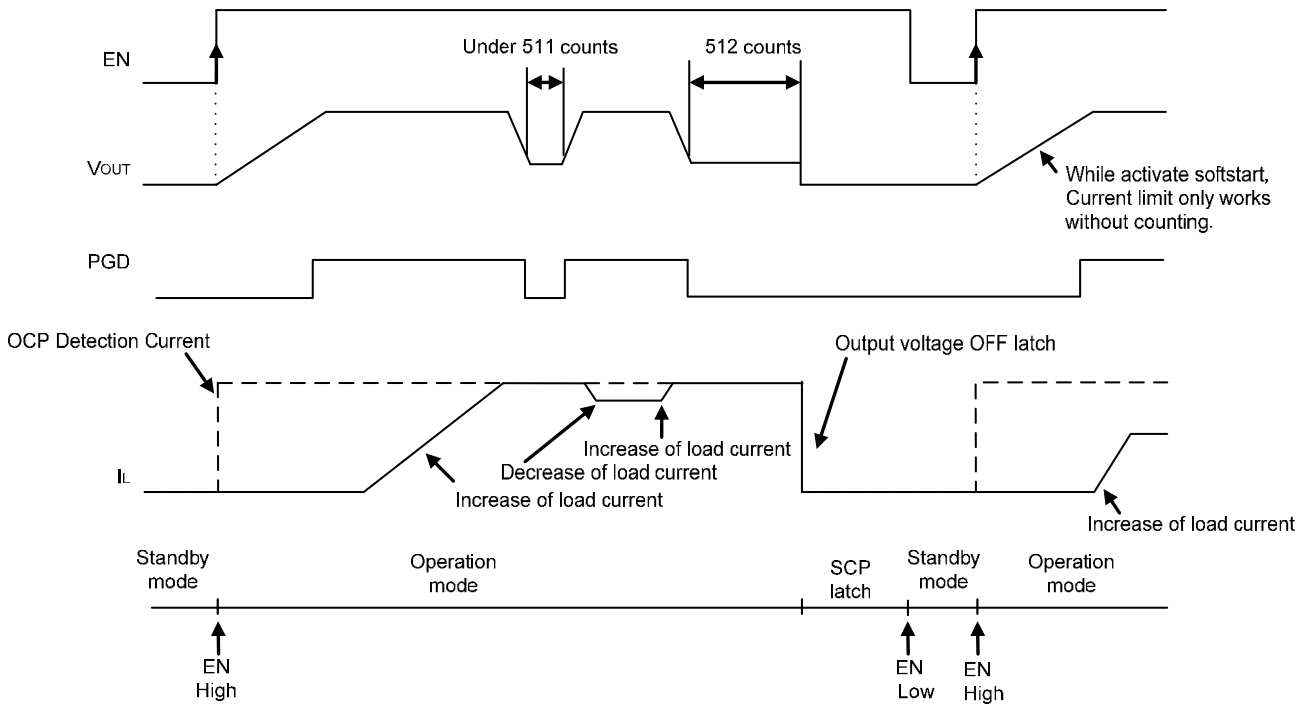 EN
Under 511 counts
512 counts
VOUT
While activate softstart,
Current limit only works
without counting.
PGD
OCP Detection Current
Output voltage OFF latch
Increase of load current
Decrease of load current
Increase of load current
IL
Increase of load current
Standby
mode
Operation
mode
SCP
latch
Standby
mode
Operation
mode
EN
High
EN
Low
EN
High